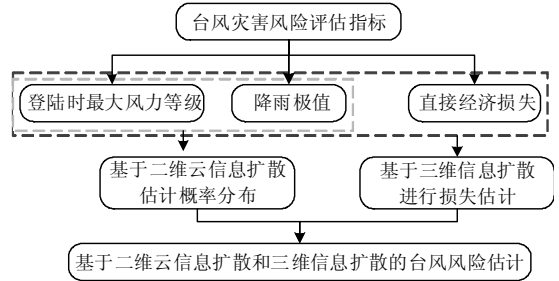 台风灾害风险评估指标
登陆时最大风力等级
降雨极值
直接经济损失
基于二维云信息扩散
估计概率分布
基于三维信息扩散
进行损失估计
基于二维云信息扩散和三维信息扩散的台风风险估计